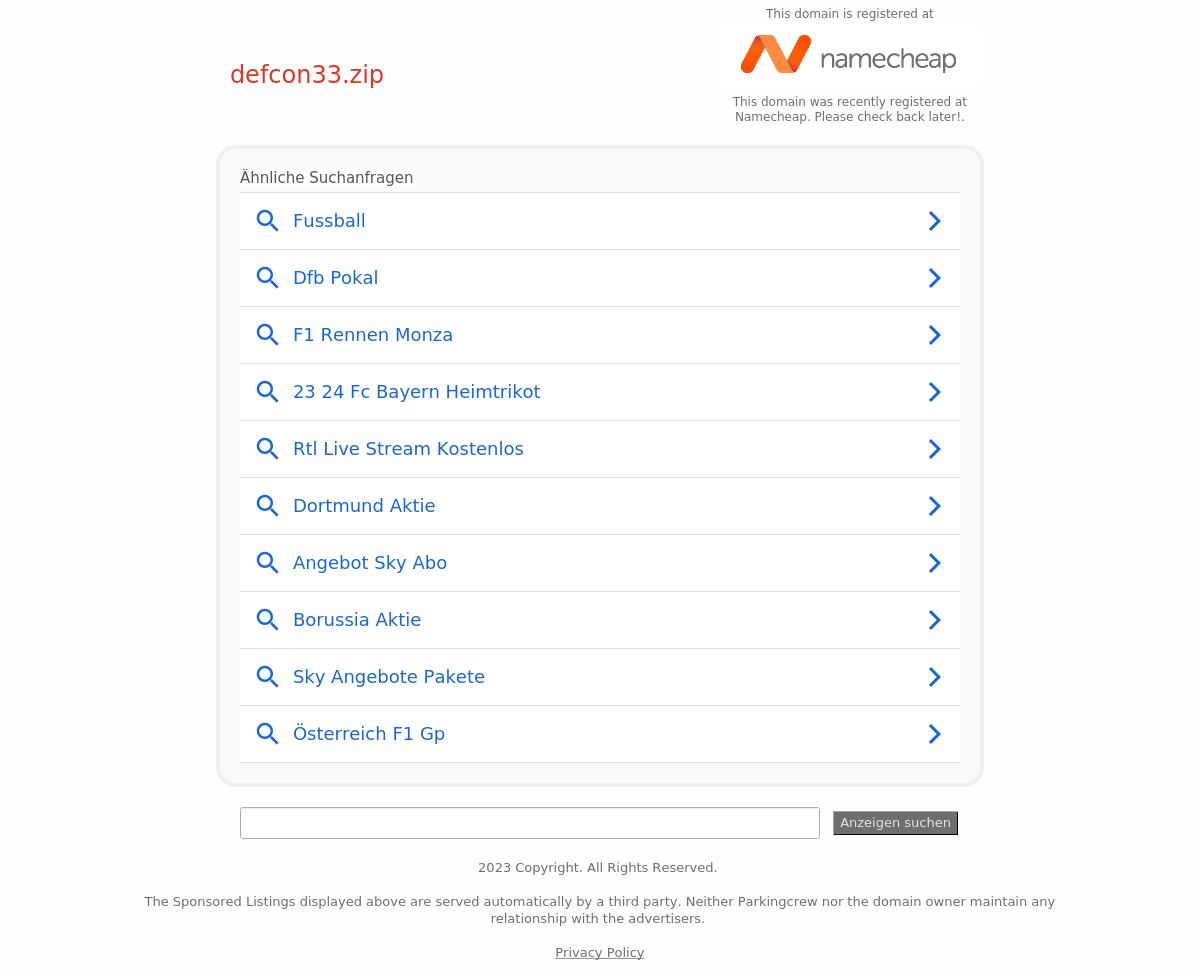 This domain is registered at
namecheap
defcon33.zip
This domain was recently registered at
Namecheap. Please check back later!.
Ähnliche Suchanfragen
Fussball
Dfb Pokal
F1 Rennen Monza
23 24 Fc Bayern Heimtrikot
Rtl Live Stream Kostenlos
Dortmund Aktie
Angebot Sky Abo
Borussia Aktie
Sky Angebote Pakete
Österreich F1 Gp
Anzeigen suchen
2023 Copyright. All Rights Reserved.
The Sponsored Listings displayed above are served automatically by a third party. Neither Parkingcrew nor the domain owner maintain any
relationship with the advertisers.
Privacy Policy